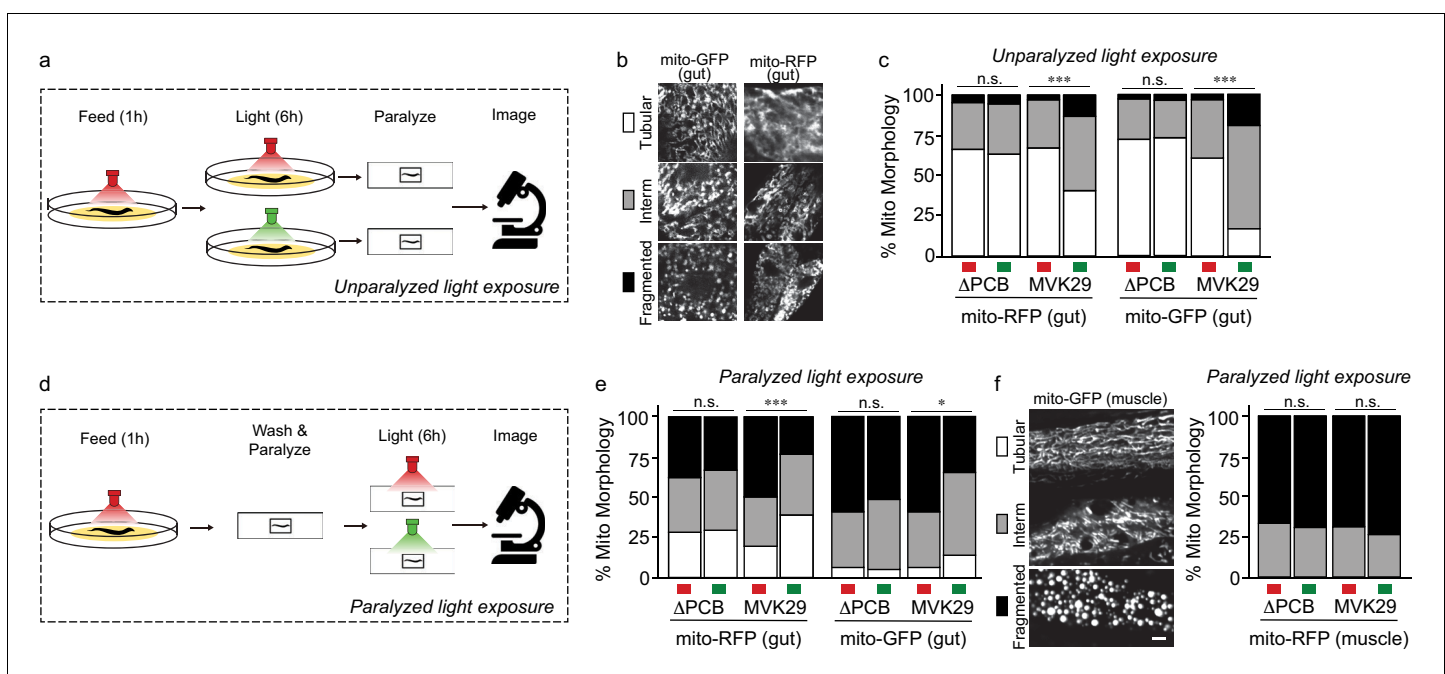 a
Feed (1h)
Light (6h)
Paralyze
Image
Unparalyzed light exposure
b
mito-GFP
(gut)
mito-RFP
(gut)
Tubular
Interm
Fragmented
c
Unparalyzed light exposure
n.s.
***
n.s.
***
% Mito Morphology
100
75
50
25
0
ΔPCB
MVK29
ΔPCB
MVK29
mito-RFP (gut)
mito-GFP (gut)
d
Feed (1h)
Wash &
Paralyze
Light (6h)
Image
Paralyzed light exposure
e
Paralyzed light exposure
n.s.
***
n.s.
*
% Mito Morphology
100
75
50
25
0
ΔPCB
MVK29
ΔPCB
MVK29
mito-RFP (gut)
mito-GFP (gut)
f
mito-GFP (muscle)
Tubular
Interm
Fragmented
Paralyzed light exposure
n.s.
n.s.
% Mito Morphology
100
75
50
25
0
ΔPCB
MVK29
mito-RFP (muscle)